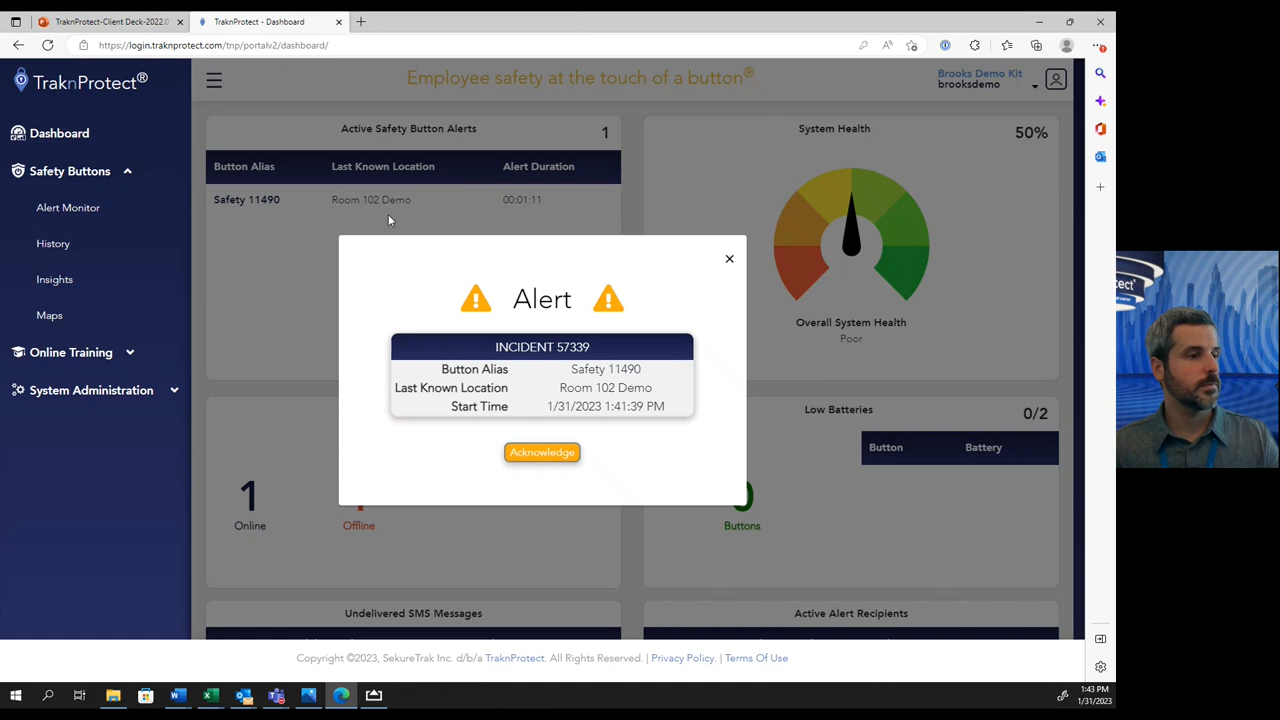 TraknProtect-Client Deck-2022.0
TraknProtect - Dashboard
https://login.traknprotect.com/tnp/portalv2/dashboard/
TraknProtect®
Employee safety at the touch of a button®
Brooks Demo Kit
brooksdemo
Dashboard
Safety Buttons
Alert Monitor
History
Insights
Maps
Online Training
System Administration
Active Safety Button Alerts 1
Button Alias Last Known Location Alert Duration
Safety 11490 Room 102 Demo 00:01:11
System Health 50%
Overall System Health
Poor
Alert
INCIDENT 57339
Button Alias Safety 11490
Last Known Location Room 102 Demo
Start Time 1/31/2023 1:41:39 PM
Acknowledge
1
Online
Offline
Low Batteries 0/2
Button Battery
Buttons
Undelivered SMS Messages
Active Alert Recipients
Copyright ©2023, SekureTrak Inc. d/b/a TraknProtect. All Rights Reserved. | Privacy Policy. | Terms Of Use
1:43 PM
1/31/2023
ect®